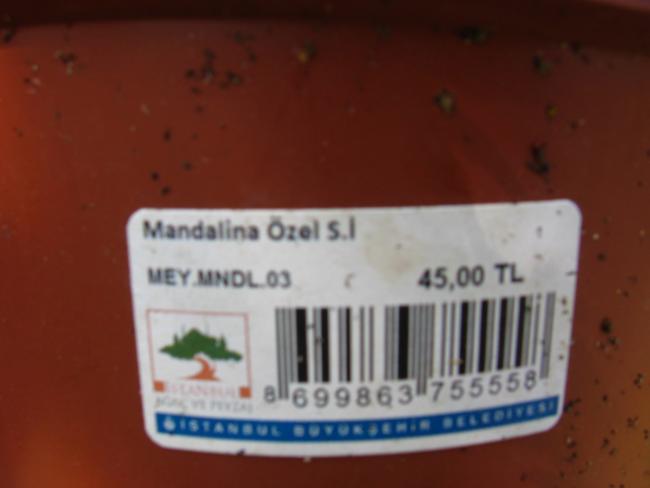 Mandalina Özel S.İ
MEY.MNDL.03
45,00 TL
8 699863 755558
İSTANBUL
AĞAÇ VE PEYZAJ
İSTANBUL BÜYÜKŞEHİR BELEDİYESİ